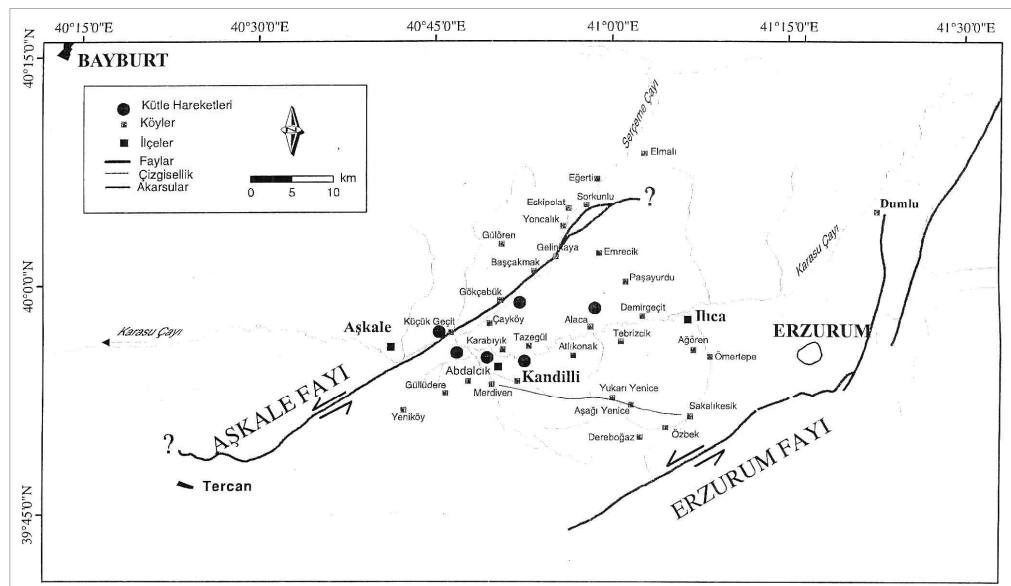 40°15'0"E
40°30'0"E
40°45'0"E
41°0'0"E
41°15'0"E
41°30'0"E
40°15'0"N
40°0'0"N
39°45'0"N
BAYBURT
Kütle Hareketleri
Köyler
İlçeler
Faylar
Çizgisellik
Akarsular
N
km
0 5 10
Serçeme Çayı
Elmalı
Eğerti
Eskipolat
Sorkunlu
?
Yoncalık
Dumlu
Gülören
Gelinkaya
Emrecik
Karasu Çayı
Başçakmak
Paşayurdu
Gökçebük
Karasu Çayı
Aşkale
Küçük Geçit
Çayköy
Alaca
Demirgeçit
Ilıca
ERZURUM
Karabıyık
Tazegül
Tebrizcik
Atlıkonak
Ağören
Ömertepe
Abdalcık
Kandilli
Güllüdere
Merdiven
Yukarı Yenice
Yeniköy
Aşağı Yenice
Sakalıkesik
Dereboğaz
Özbek
AŞKALE FAYI
ERZURUM FAYI
?
Tercan